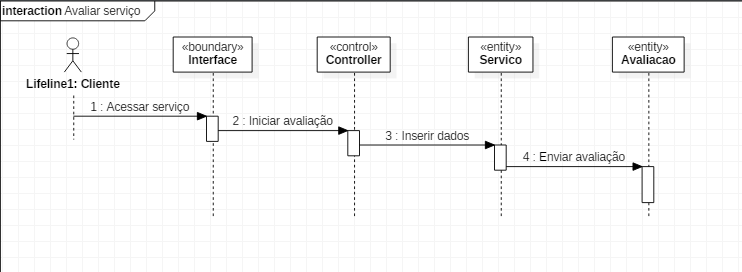 interaction Avaliar serviço
«boundary»
Interface
«control»
Controller
«entity»
Servico
«entity»
Avaliacao
Lifeline1: Cliente
1 : Acessar serviço
2 : Iniciar avaliação
3 : Inserir dados
4 : Enviar avaliação